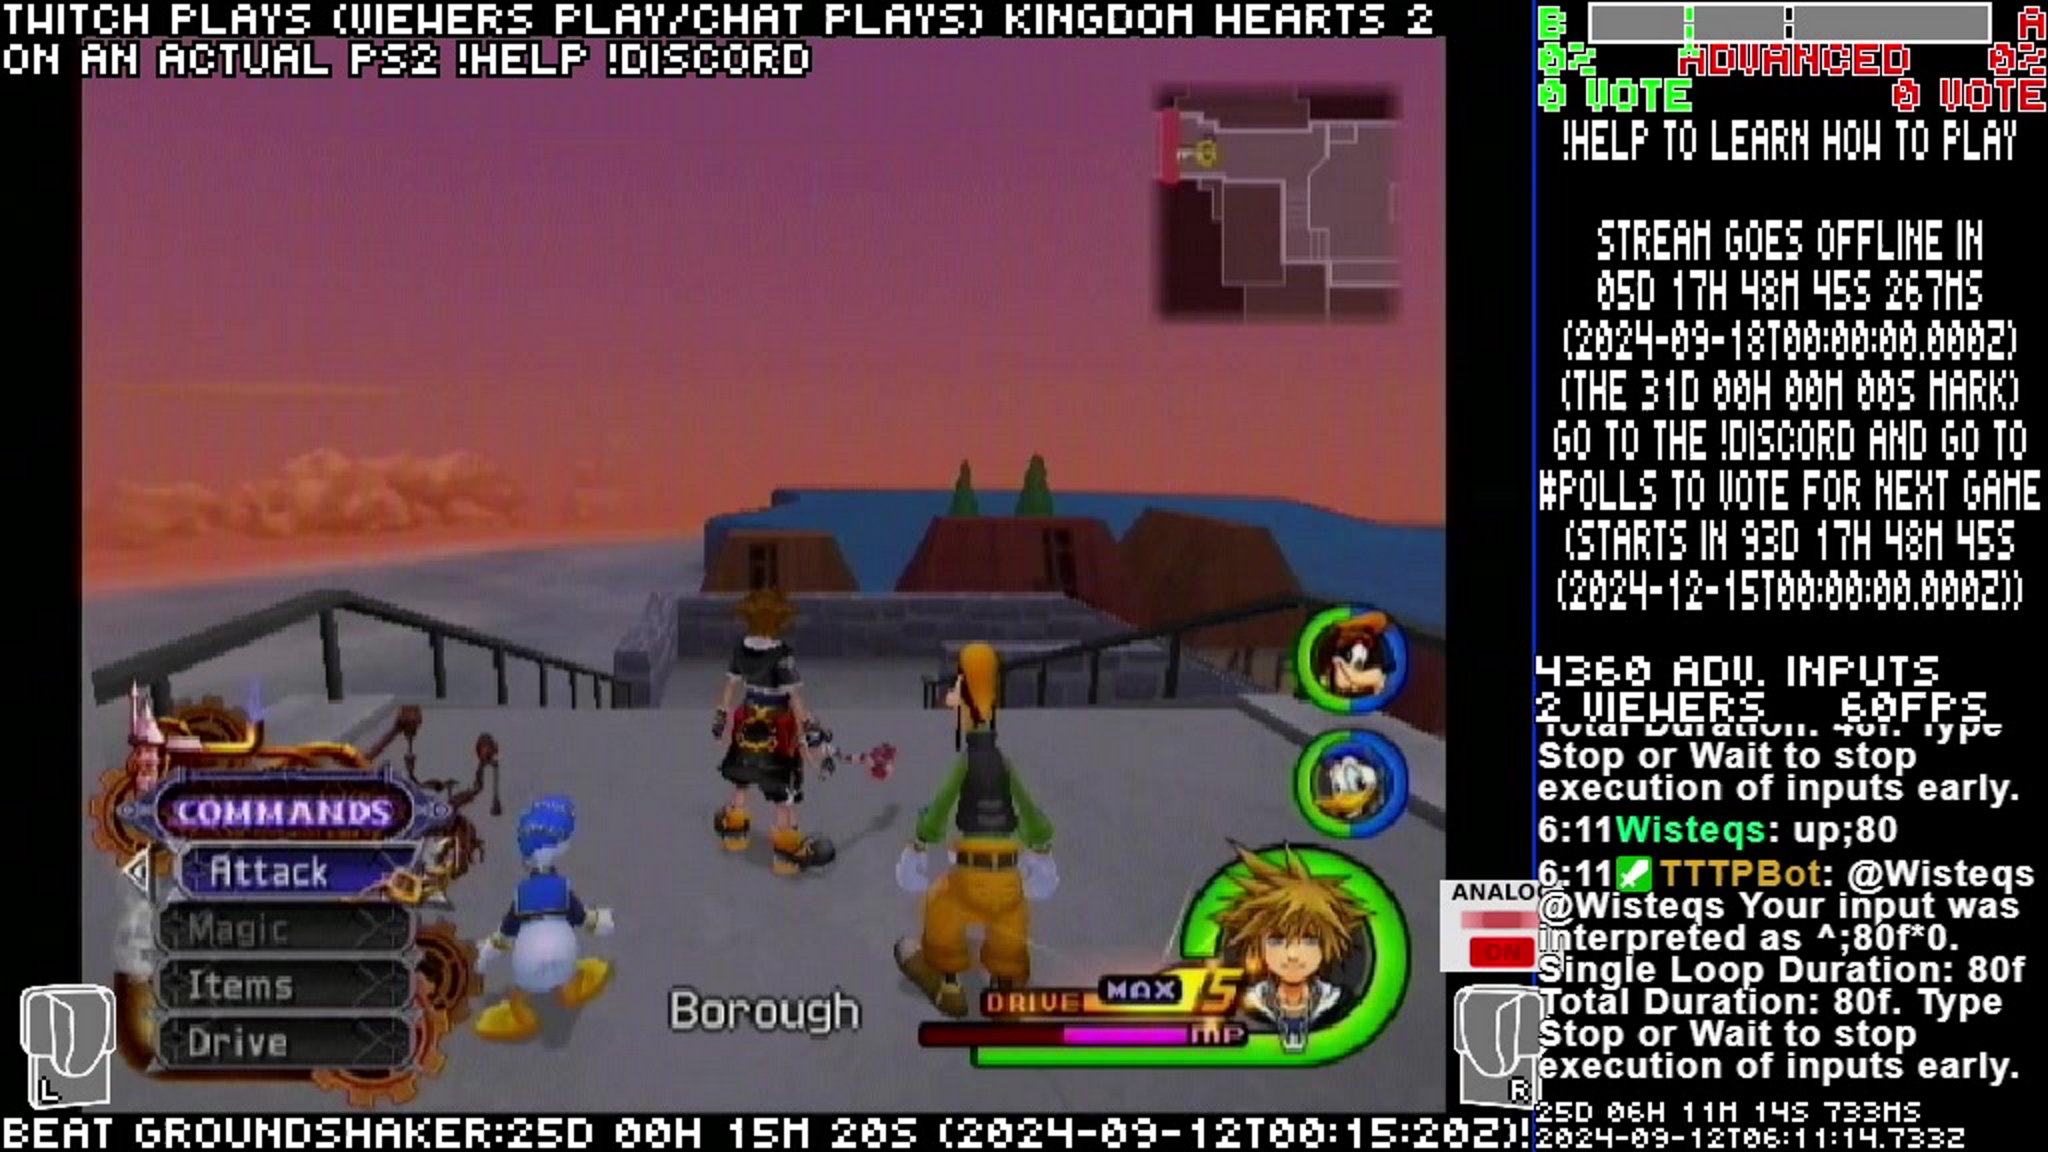 TWITCH PLAYS (VIEWERS PLAY/CHAT PLAYS) KINGDOM HEARTS 2
ON AN ACTUAL PS2 !HELP !DISCORD
B
A
0%
ADVANCED
0%
0 VOTE
0 VOTE
!HELP TO LEARN HOW TO PLAY
STREAM GOES OFFLINE IN
05D 17H 48M 45S 267MS
(2024-09-18T00:00:00.000Z)
(THE 31D 00H 00M 00S MARK)
GO TO THE !DISCORD AND GO TO
#POLLS TO VOTE FOR NEXT GAME
(STARTS IN 93D 17H 48M 45S
(2024-12-15T00:00:00.000Z))
4360 ADV. INPUTS
2 VIEWERS 60FPS
Total Duration: 48f. Type
Stop or Wait to stop
execution of inputs early.
6:11 Wisteqs: up;80
6:11 TTTPBot: @Wisteqs
@Wisteqs Your input was
interpreted as ^;80f*0.
Single Loop Duration: 80f
Total Duration: 80f. Type
Stop or Wait to stop
execution of inputs early.
25D 06H 11M 14S 733MS
2024-09-12T06:11:14.733Z
COMMANDS
Attack
Magic
Items
Drive
Borough
DRIVE MAX 5
MP
ANALOG
ON
L
R
BEAT GROUNDSHAKER:25D 00H 15M 20S (2024-09-12T00:15:20Z)!